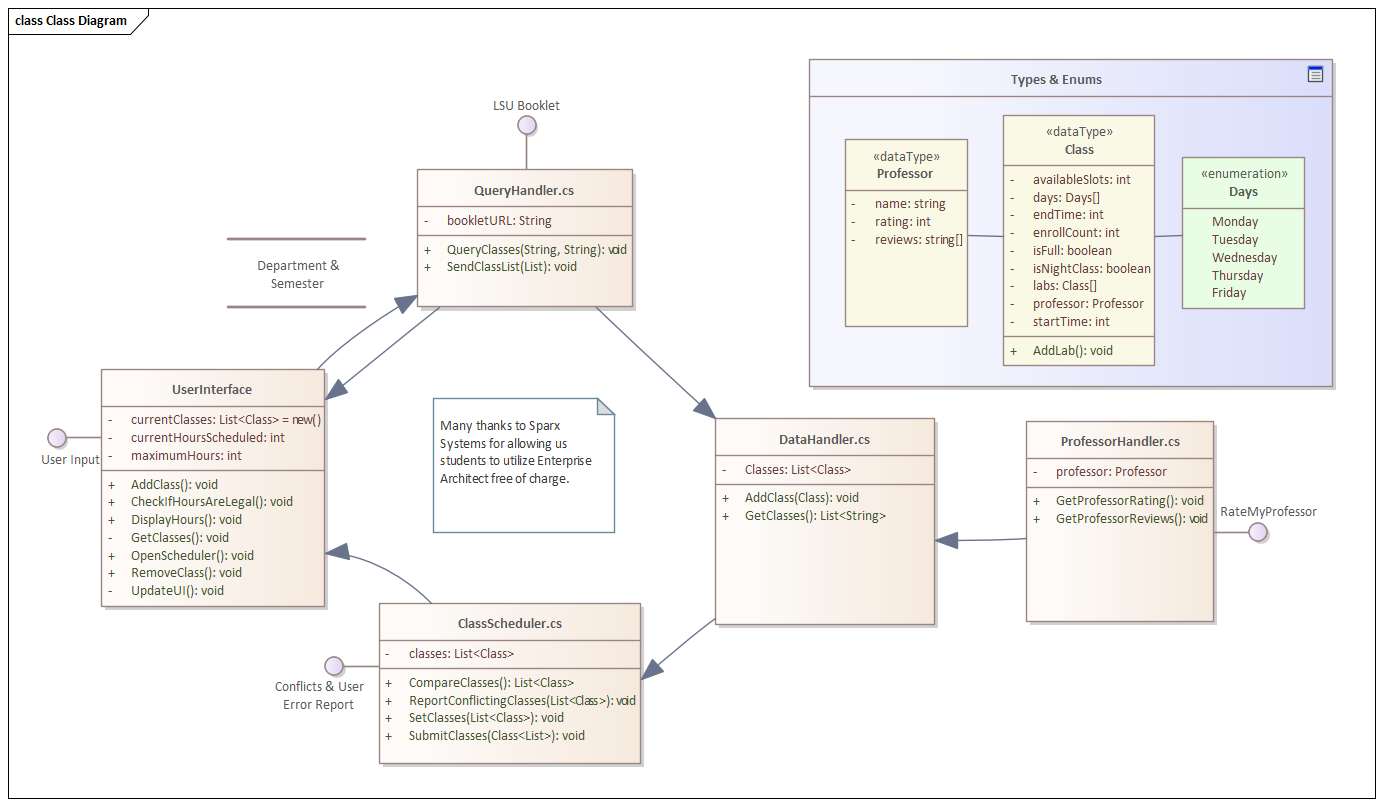 class Class Diagram
LSU Booklet
QueryHandler.cs
- bookletURL: String
+ QueryClasses(String, String): void
+ SendClassList(List): void
Department &
Semester
Types & Enums
«dataType»
Professor
- name: string
- rating: int
- reviews: string[]
«dataType»
Class
- availableSlots: int
- days: Days[]
- endTime: int
- enrollCount: int
- isFull: boolean
- isNightClass: boolean
- labs: Class[]
- professor: Professor
- startTime: int
+ AddLab(): void
«enumeration»
Days
Monday
Tuesday
Wednesday
Thursday
Friday
UserInterface
- currentClasses: List<Class> = new()
- currentHoursScheduled: int
- maximumHours: int
+ AddClass(): void
+ CheckIfHoursAreLegal(): void
+ DisplayHours(): void
- GetClasses(): void
+ OpenScheduler(): void
+ RemoveClass(): void
- UpdateUI(): void
User Input
Many thanks to Sparx
Systems for allowing us
students to utilize Enterprise
Architect free of charge.
DataHandler.cs
- Classes: List<Class>
+ AddClass(Class): void
+ GetClasses(): List<String>
ProfessorHandler.cs
- professor: Professor
+ GetProfessorRating(): void
+ GetProfessorReviews(): void
RateMyProfessor
ClassScheduler.cs
- classes: List<Class>
+ CompareClasses(): List<Class>
+ ReportConflictingClasses(List<Class>): void
+ SetClasses(List<Class>): void
+ SubmitClasses(Class<List>): void
Conflicts & User
Error Report